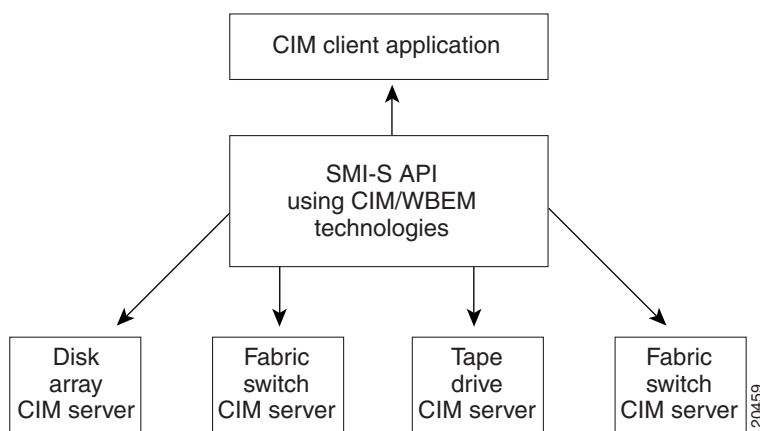 CIM client application
SMI-S API
using CIM/WBEM
technologies
Disk
array
CIM server
Fabric
switch
CIM server
Tape
drive
CIM server
Fabric
switch
CIM server
20459